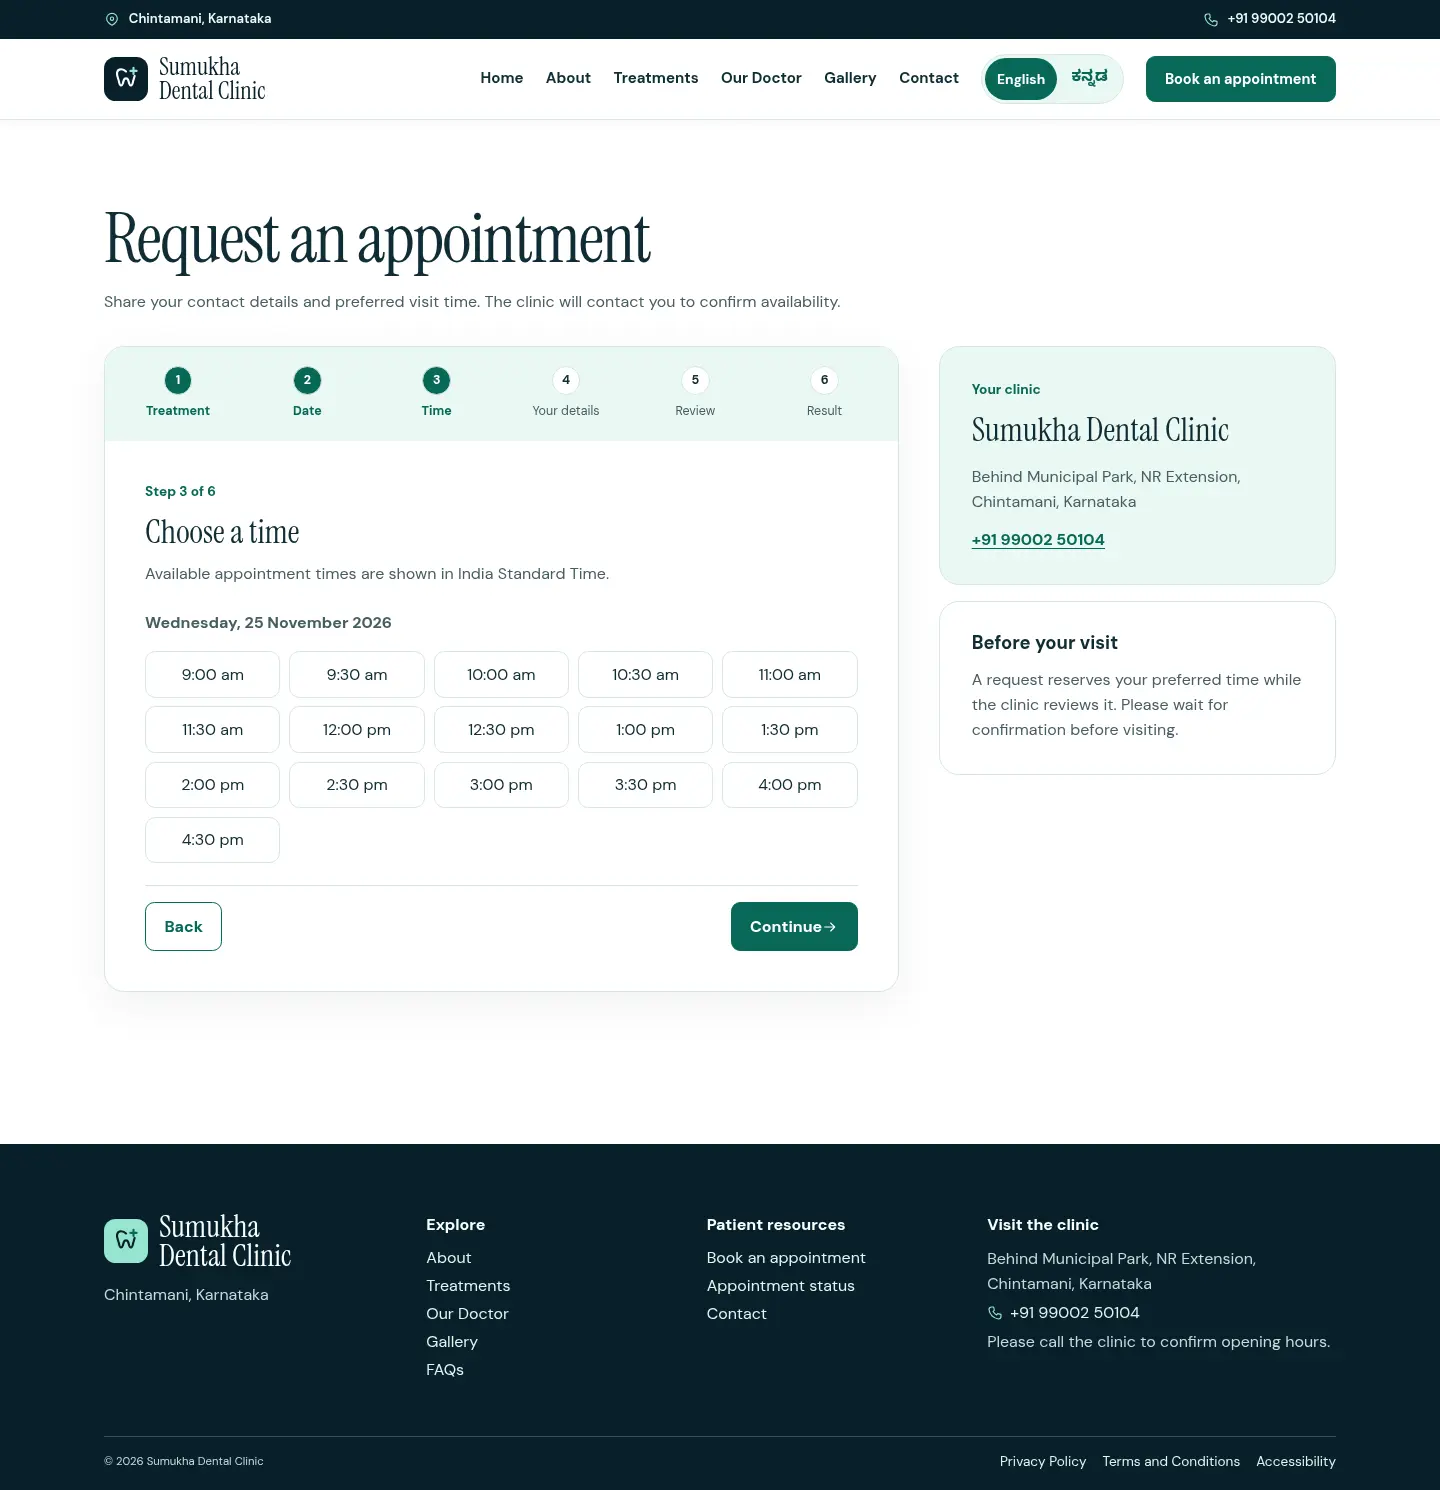 Chintamani, Karnataka
+91 99002 50104
Sumukha
Dental Clinic
Home
About
Treatments
Our Doctor
Gallery
Contact
English
ಕನ್ನಡ
Book an appointment
Request an appointment
Share your contact details and preferred visit time. The clinic will contact you to confirm availability.
1
2
3
4
5
6
Treatment
Date
Time
Your details
Review
Result
Step 3 of 6
Choose a time
Available appointment times are shown in India Standard Time.
Wednesday, 25 November 2026
9:00 am
9:30 am
10:00 am
10:30 am
11:00 am
11:30 am
12:00 pm
12:30 pm
1:00 pm
1:30 pm
2:00 pm
2:30 pm
3:00 pm
3:30 pm
4:00 pm
4:30 pm
Back
Continue
Your clinic
Sumukha Dental Clinic
Behind Municipal Park, NR Extension,
Chintamani, Karnataka
+91 99002 50104
Before your visit
A request reserves your preferred time while
the clinic reviews it. Please wait for
confirmation before visiting.
Sumukha
Dental Clinic
Chintamani, Karnataka
Explore
About
Treatments
Our Doctor
Gallery
FAQs
Patient resources
Book an appointment
Appointment status
Contact
Visit the clinic
Behind Municipal Park, NR Extension,
Chintamani, Karnataka
+91 99002 50104
Please call the clinic to confirm opening hours.
© 2026 Sumukha Dental Clinic
Privacy Policy
Terms and Conditions
Accessibility